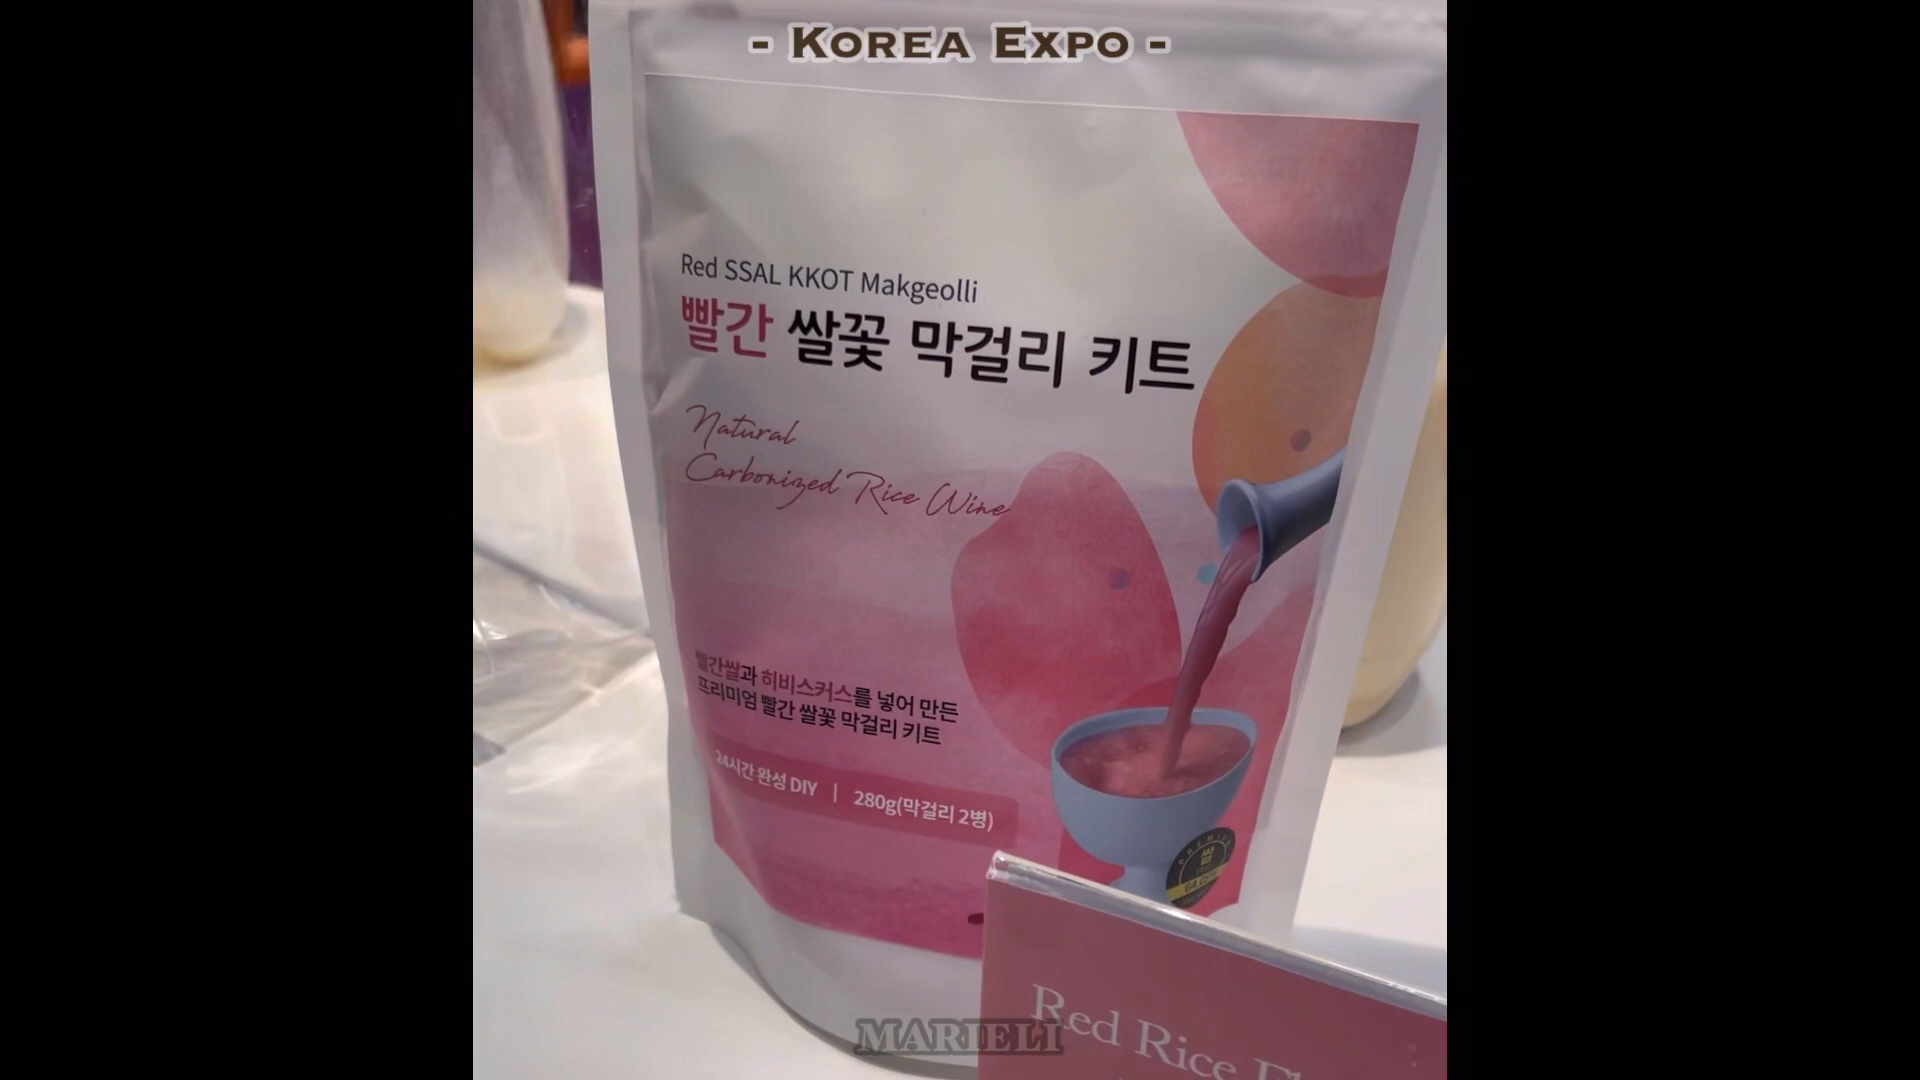 - Korea Expo -
Red SSAL KKOT Makgeolli
빨간 쌀꽃 막걸리 키트
Natural
Carbonized Rice Wine
빨간쌀과 히비스커스를 넣어 만든
프리미엄 빨간 쌀꽃 막걸리 키트
24시간 완성 DIY | 280g(막걸리 2병)
PREMIUM
쌀
MARIELI
Red Rice